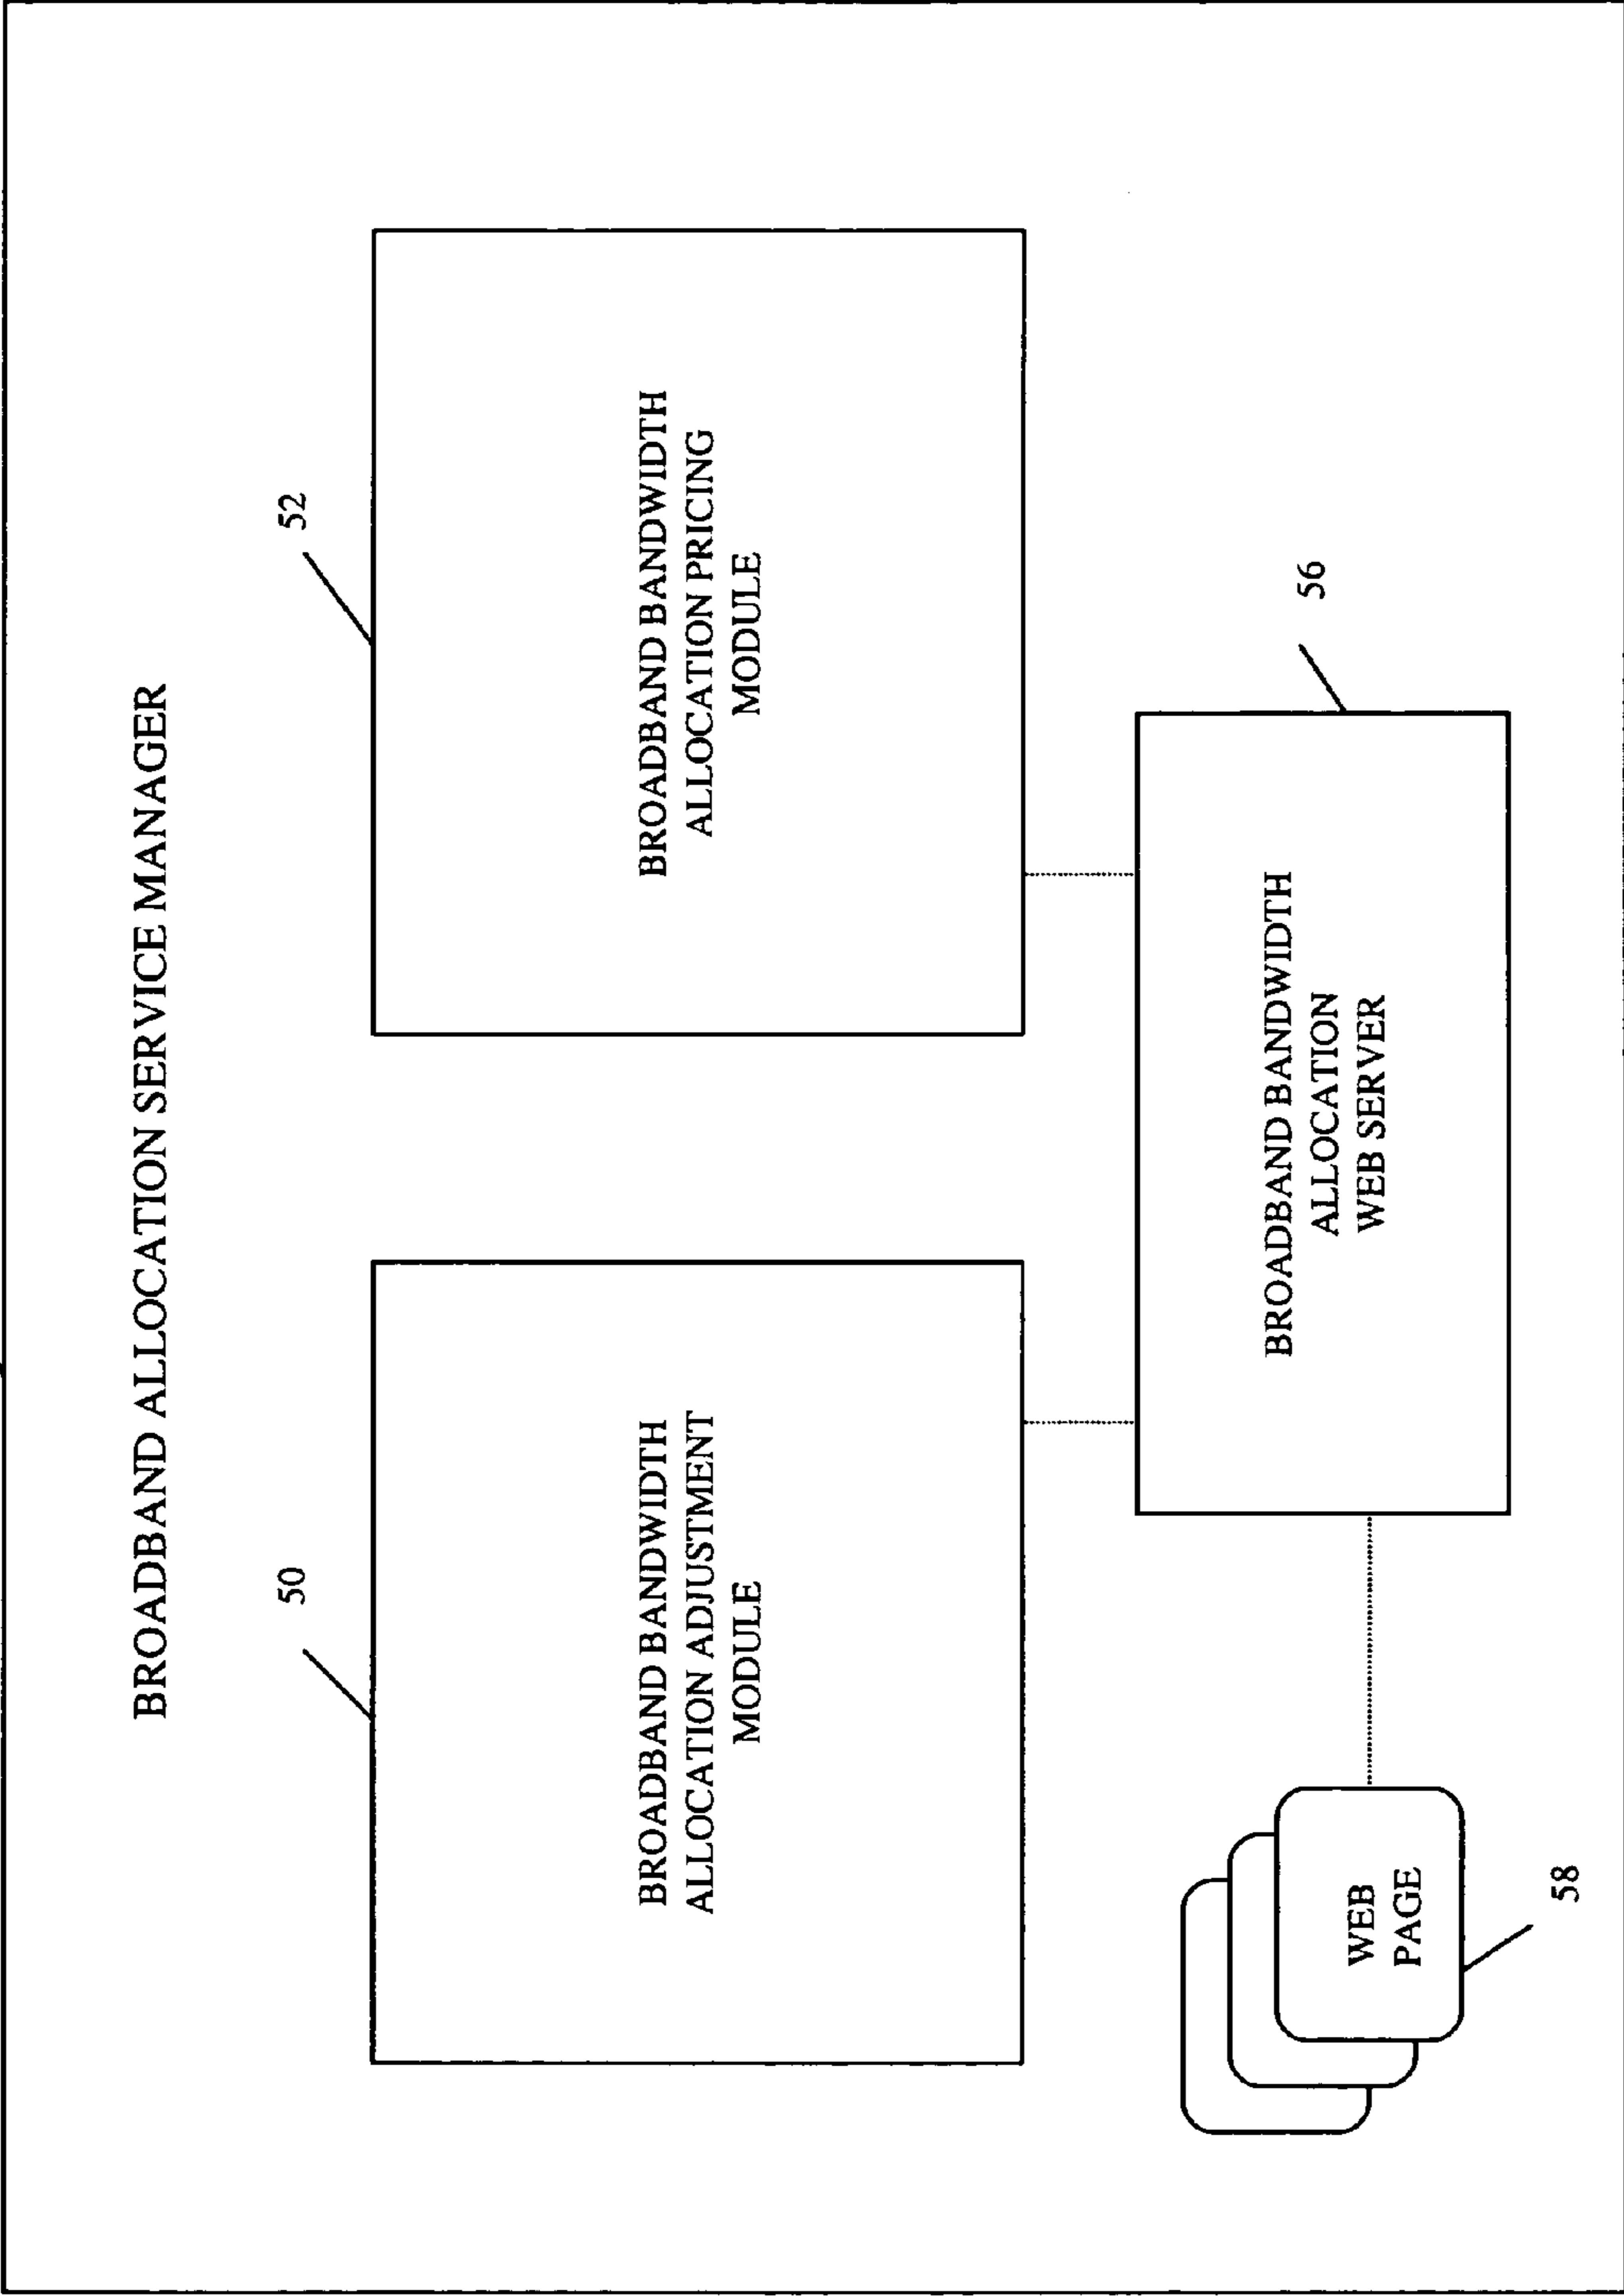 BROADBAND ALLOCATION SERVICE MANAGER
50
52
BROADBAND BANDWIDTH
ALLOCATION ADJUSTMENT
MODULE
BROADBAND BANDWIDTH
ALLOCATION PRICING
MODULE
56
BROADBAND BANDWIDTH
ALLOCATION
WEB SERVER
WEB
PAGE
58